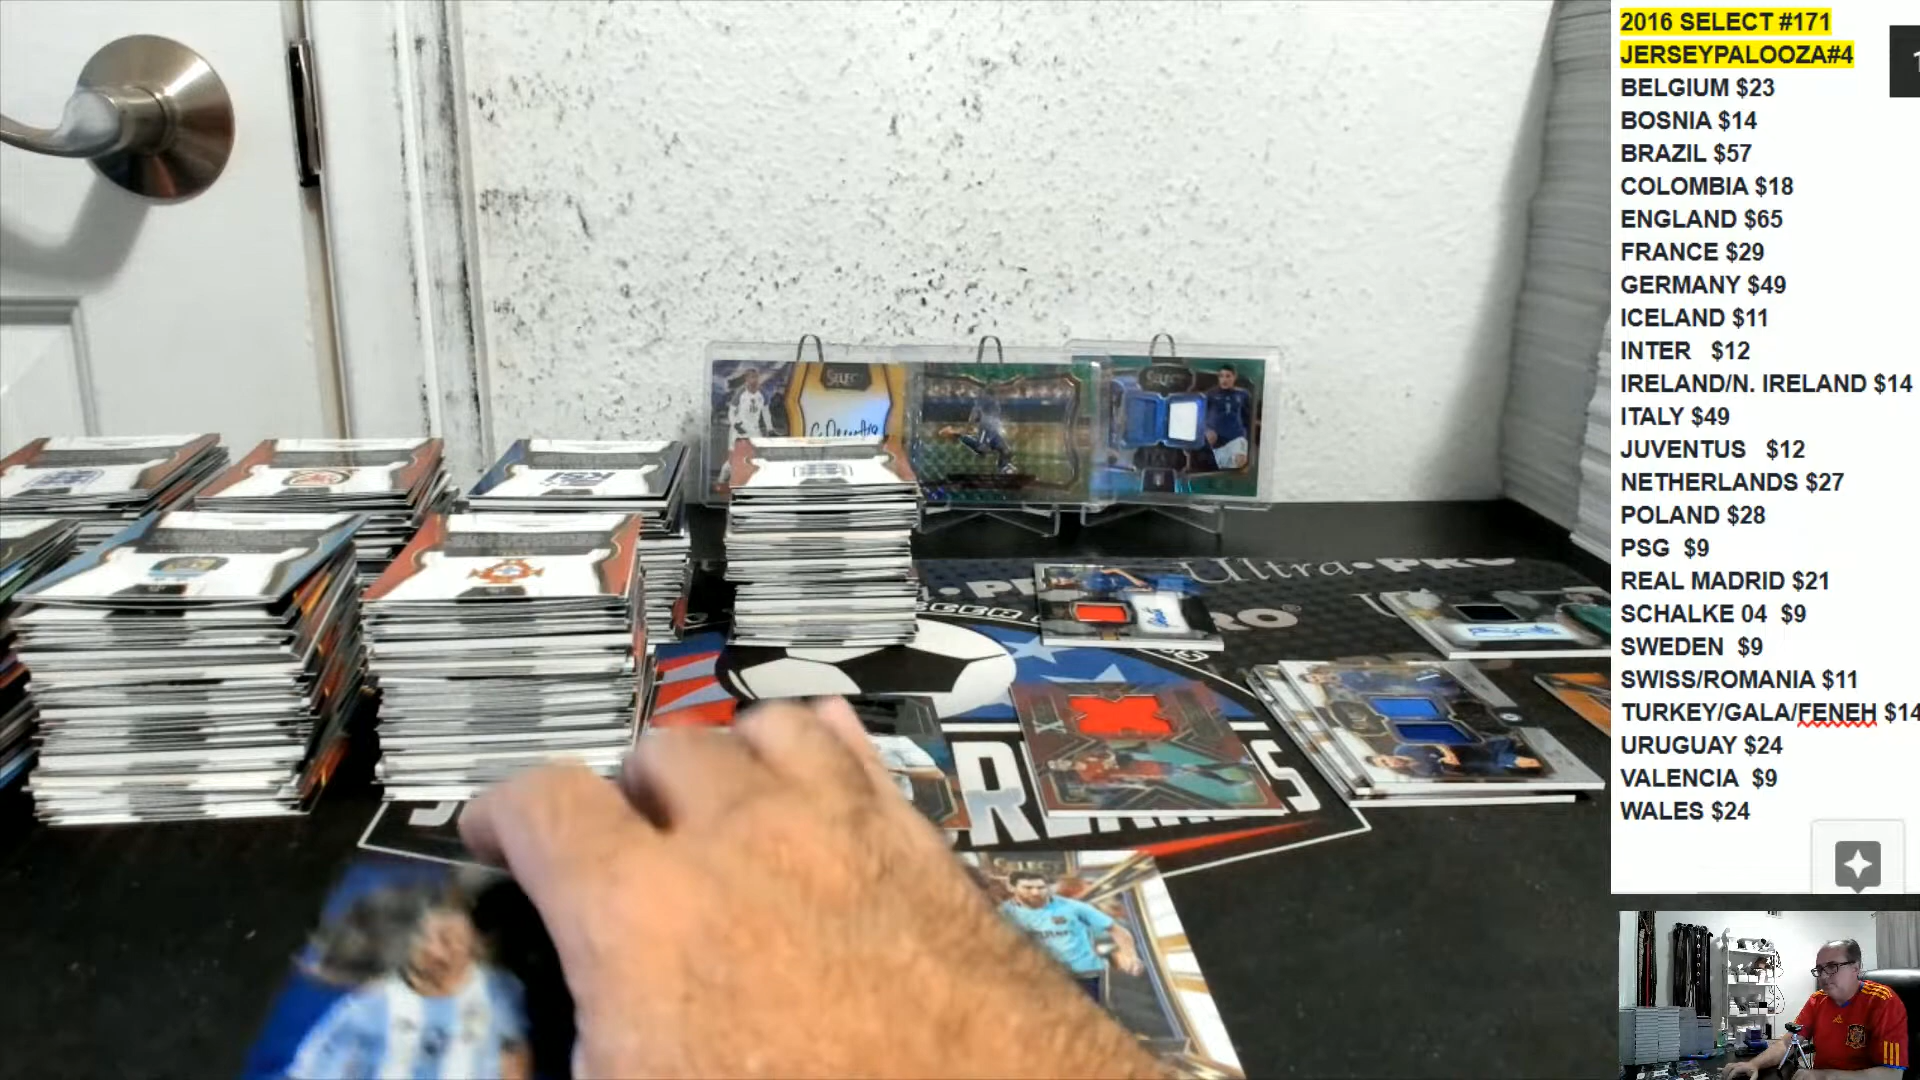 2016 SELECT #171
JERSEYPALOOZA#4
BELGIUM $23
BOSNIA $14
BRAZIL $57
COLOMBIA $18
ENGLAND $65
FRANCE $29
GERMANY $49
ICELAND $11
INTER $12
IRELAND/N. IRELAND $14
ITALY $49
JUVENTUS $12
NETHERLANDS $27
POLAND $28
PSG $9
REAL MADRID $21
SCHALKE 04 $9
SWEDEN $9
SWISS/ROMANIA $11
TURKEY/GALA/FENEH $14
URUGUAY $24
VALENCIA $9
WALES $24
SELECT
Ultra•PRO
SELECT